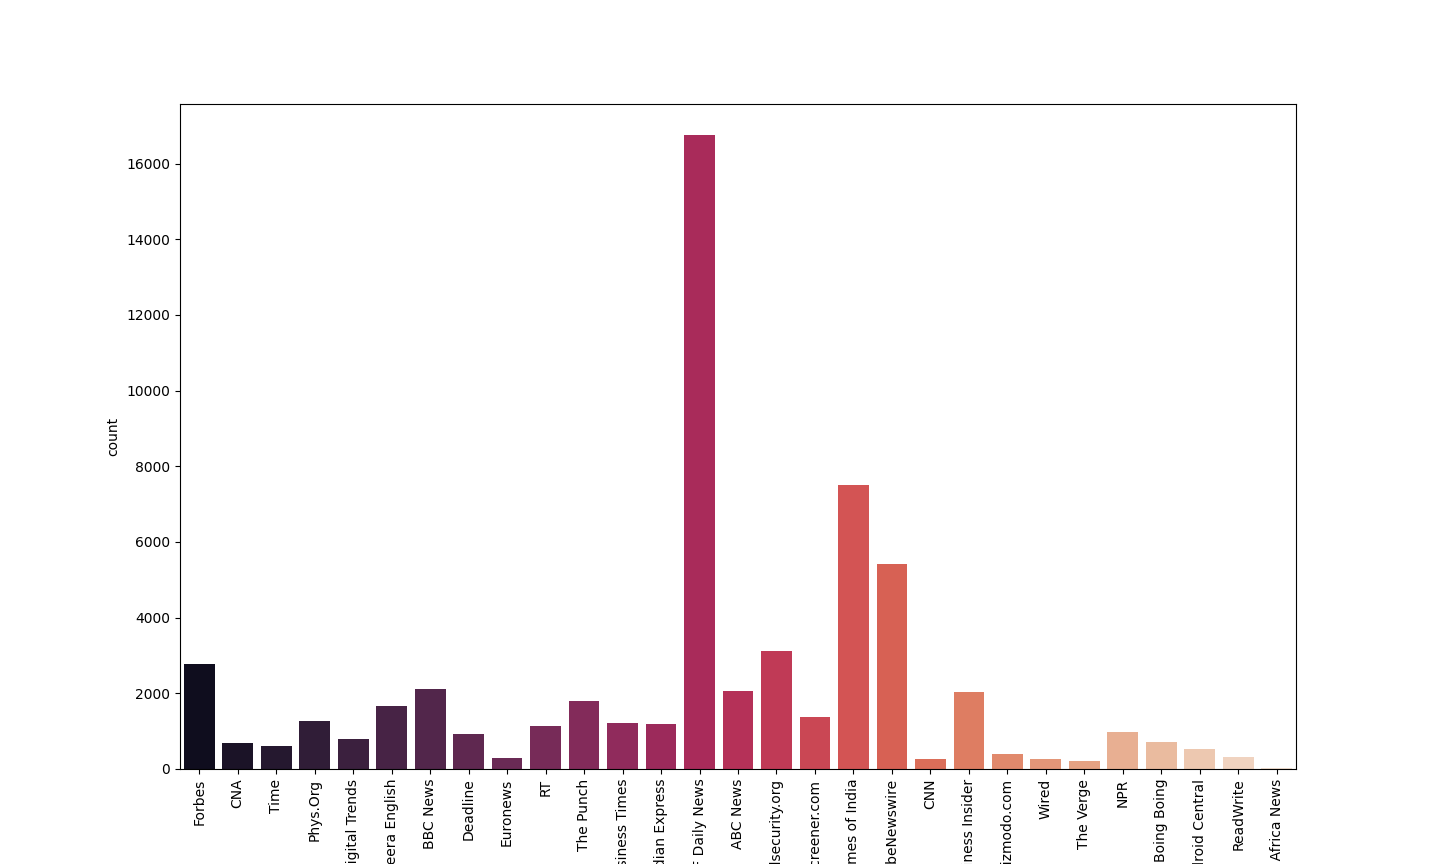 16000
14000
12000
10000
8000
6000
4000
2000
0
count
Forbes
CNA
Time
Phys.Org
igital Trends
eera English
BBC News
Deadline
Euronews
RT
The Punch
siness Times
dian Express
Daily News
ABC News
lsecurity.org
creener.com
mes of India
beNewswire
CNN
ness Insider
izmodo.com
Wired
The Verge
NPR
Boing Boing
roid Central
ReadWrite
Africa News